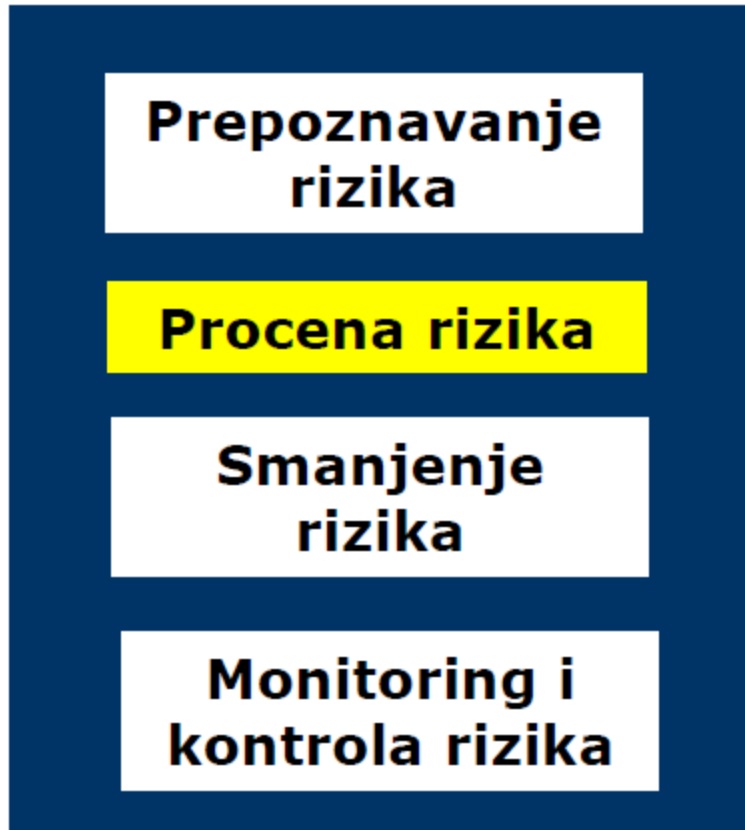 Prepoznavanje
rizika
Procena rizika
Smanjenje
rizika
Monitoring i
kontrola rizika